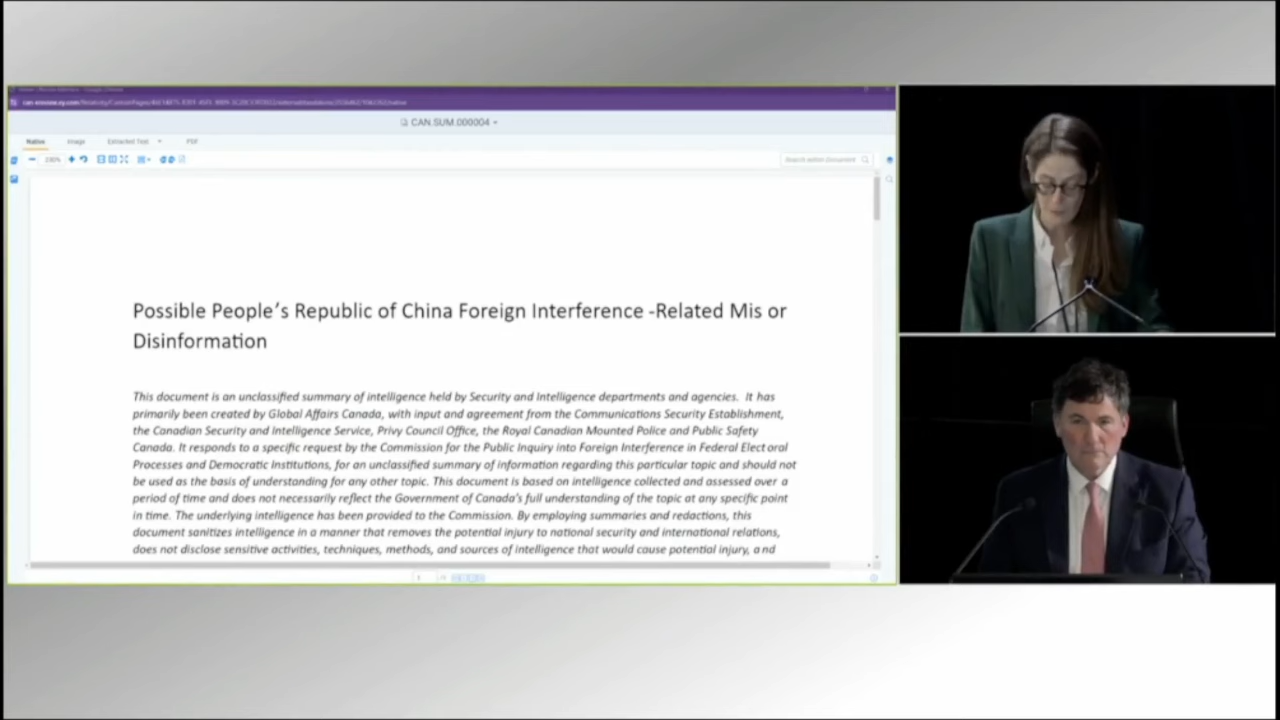 CAN.SUM.000004
Native Image Extracted Text PDF
Search within Document
Possible People's Republic of China Foreign Interference -Related Mis or
Disinformation
This document is an unclassified summary of intelligence held by Security and Intelligence departments and agencies. It has
primarily been created by Global Affairs Canada, with input and agreement from the Communications Security Establishment,
the Canadian Security and Intelligence Service, Privy Council Office, the Royal Canadian Mounted Police and Public Safety
Canada. It responds to a specific request by the Commission for the Public Inquiry into Foreign Interference in Federal Elect oral
Processes and Democratic Institutions, for an unclassified summary of information regarding this particular topic and should not
be used as the basis of understanding for any other topic. This document is based on intelligence collected and assessed over a
period of time and does not necessarily reflect the Government of Canada's full understanding of the topic at any specific point
in time. The underlying intelligence has been provided to the Commission. By employing summaries and redactions, this
document sanitizes intelligence in a manner that removes the potential injury to national security and international relations,
does not disclose sensitive activities, techniques, methods, and sources of intelligence that would cause potential injury, a nd